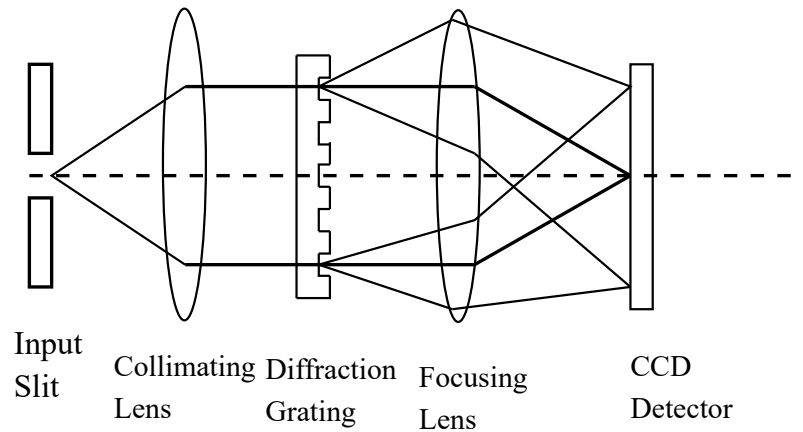 Input
Slit
Collimating
Lens
Diffraction
Grating
Focusing
Lens
CCD
Detector